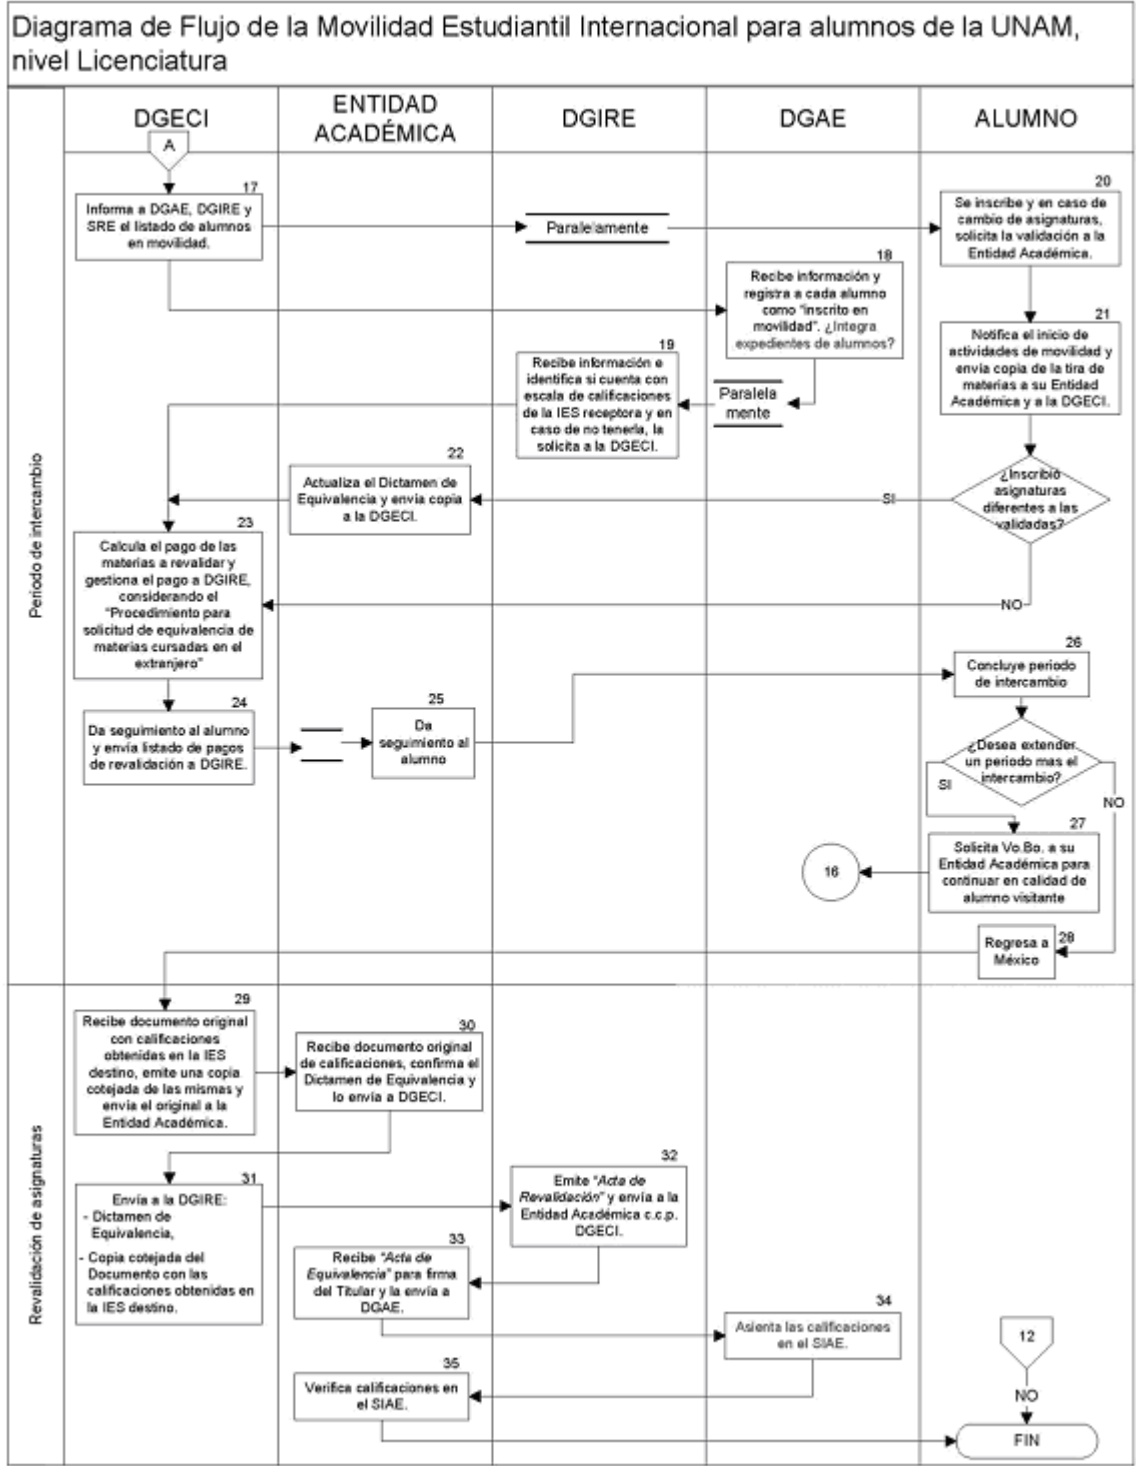 Diagrama de Flujo de la Movilidad Estudiantil Internacional para alumnos de la UNAM,
nivel Licenciatura
DGECI
ENTIDAD
ACADÉMICA
DGIRE
DGAE
ALUMNO
Periodo de intercambio
A
17
Informa a DGAE, DGIRE y
SRE el listado de alumnos
en movilidad.
Paralelamente
20
Se inscribe y en caso de
cambio de asignaturas,
solicita la validación a la
Entidad Académica.
18
Recibe información y
registra a cada alumno
como "inscrito en
movilidad". ¿Integra
expedientes de alumnos?
21
Notifica el inicio de
actividades de movilidad y
envía copia de la tira de
materias a su Entidad
Académica y a la DGECI.
19
Recibe información e
identifica si cuenta con
escala de calificaciones
de la IES receptora y en
caso de no tenerla, la
solicita a la DGECI.
Paralela
mente
22
Actualiza el Dictamen de
Equivalencia y envía copia
a la DGECI.
SI
¿Inscribió
asignaturas
diferentes a las
validadas?
NO
23
Calcula el pago de las
materias a revalidar y
gestiona el pago a DGIRE,
considerando el
"Procedimiento para
solicitud de equivalencia de
materias cursadas en el
extranjero"
26
Concluye periodo
de intercambio
24
Da seguimiento al alumno
y envía listado de pagos
de revalidación a DGIRE.
25
Da
seguimiento al
alumno
¿Desea extender
un periodo mas el
intercambio?
SI
NO
27
Solicita Vo.Bo. a su
Entidad Académica para
continuar en calidad de
alumno visitante
16
28
Regresa a
México
Revalidación de asignaturas
29
Recibe documento original
con calificaciones
obtenidas en la IES
destino, emite una copia
cotejada de las mismas y
envía el original a la
Entidad Académica.
30
Recibe documento original
de calificaciones, confirma el
Dictamen de Equivalencia y
lo envía a DGECI.
31
Envía a la DGIRE:
- Dictamen de
Equivalencia,
- Copia cotejada del
Documento con las
calificaciones obtenidas en
la IES destino.
32
Emite "Acta de
Revalidación" y envía a la
Entidad Académica c.c.p.
DGECI.
33
Recibe "Acta de
Equivalencia" para firma
del Titular y la envía a
DGAE.
34
Asienta las calificaciones
en el SIAE.
35
Verifica calificaciones en
el SIAE.
12
NO
FIN